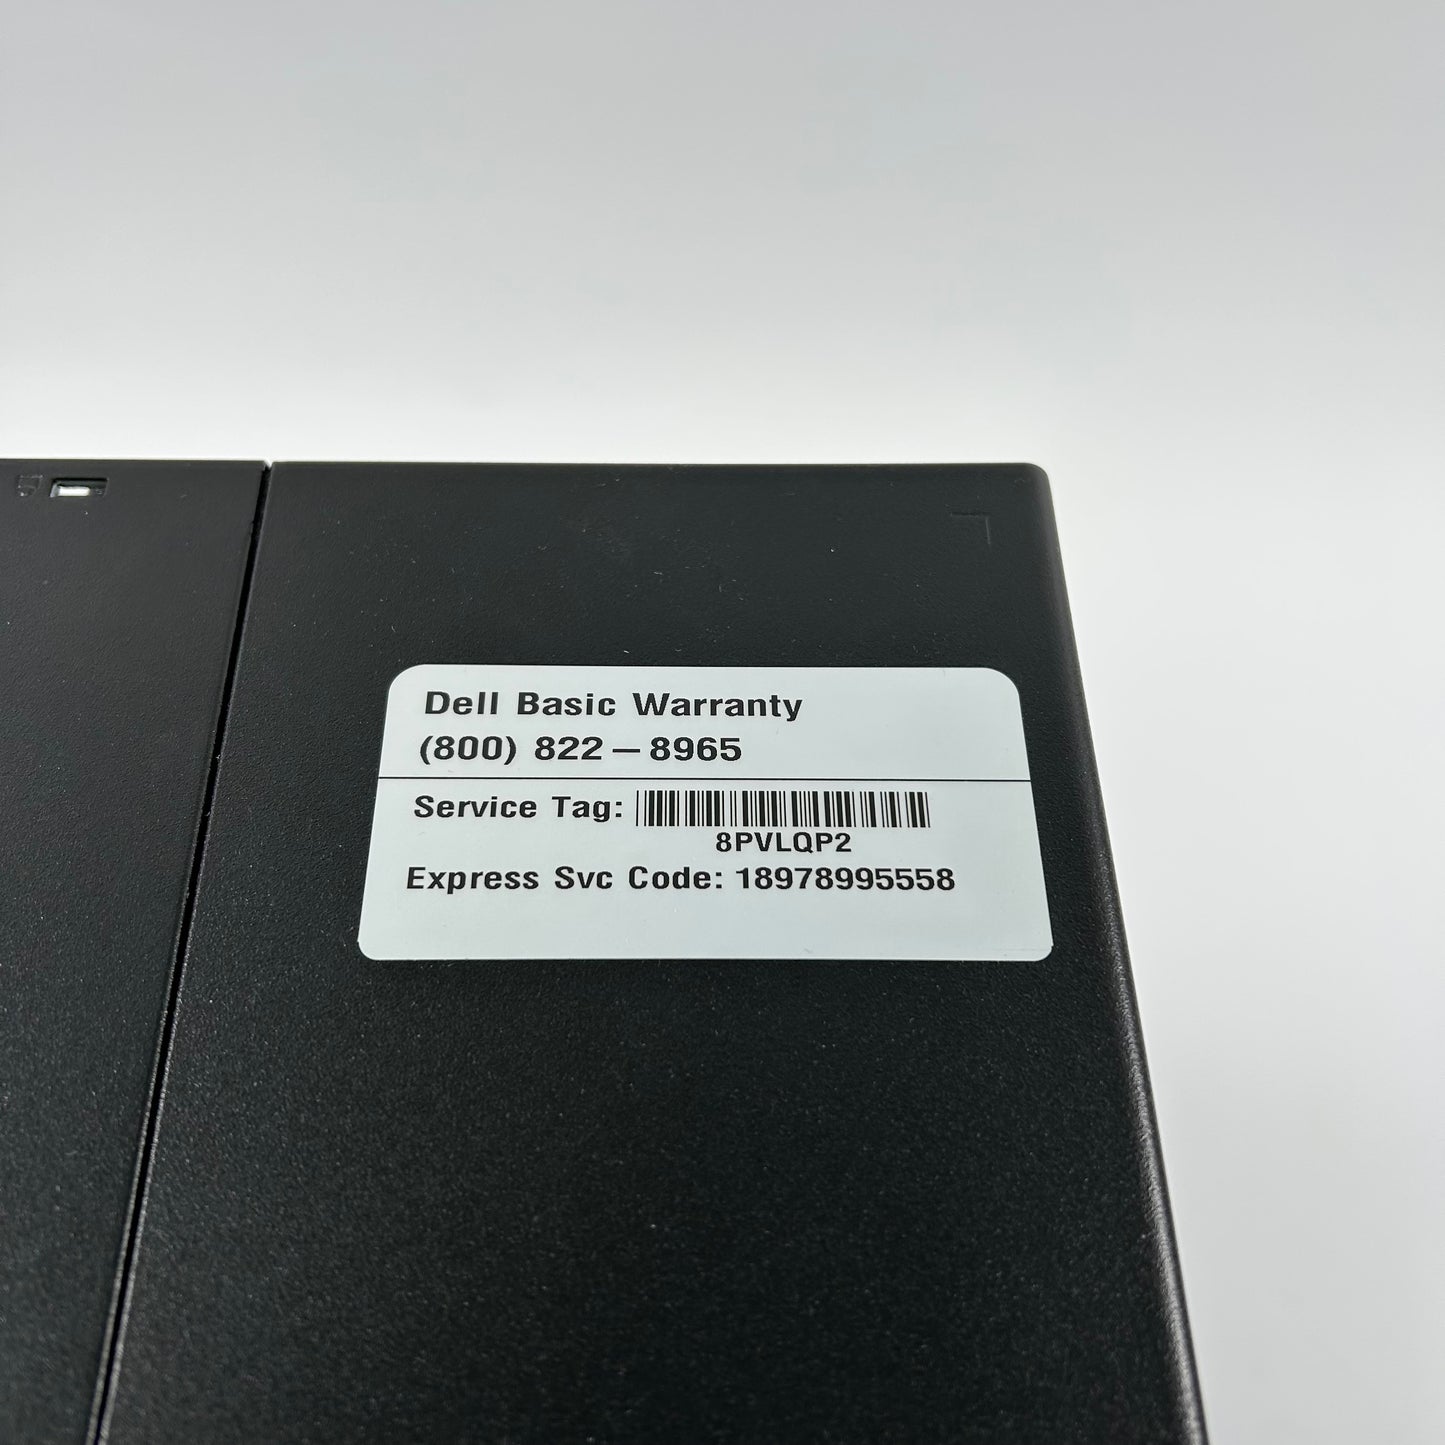 Dell Basic Warranty
(800) 822-8965
Service Tag:
8PVLQP2
Express Svc Code: 18978995558